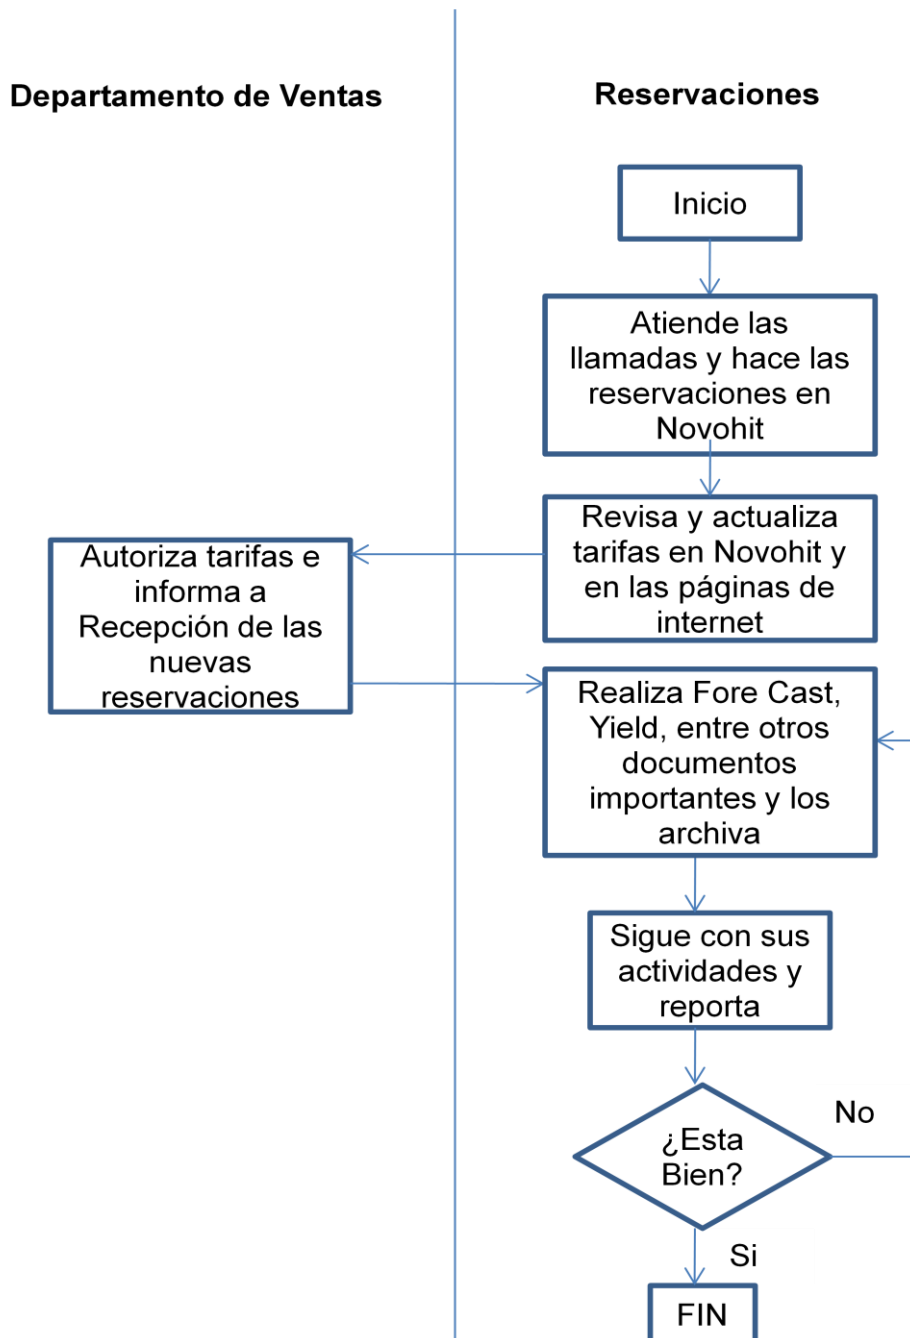 Departamento de Ventas
Reservaciones
Inicio
Atiende las
llamadas y hace las
reservaciones en
Novohit
Revisa y actualiza
tarifas en Novohit y
en las páginas de
internet
Autoriza tarifas e
informa a
Recepción de las
nuevas
reservaciones
Realiza Fore Cast,
Yield, entre otros
documentos
importantes y los
archiva
Sigue con sus
actividades y
reporta
¿Esta
Bien?
No
Si
FIN